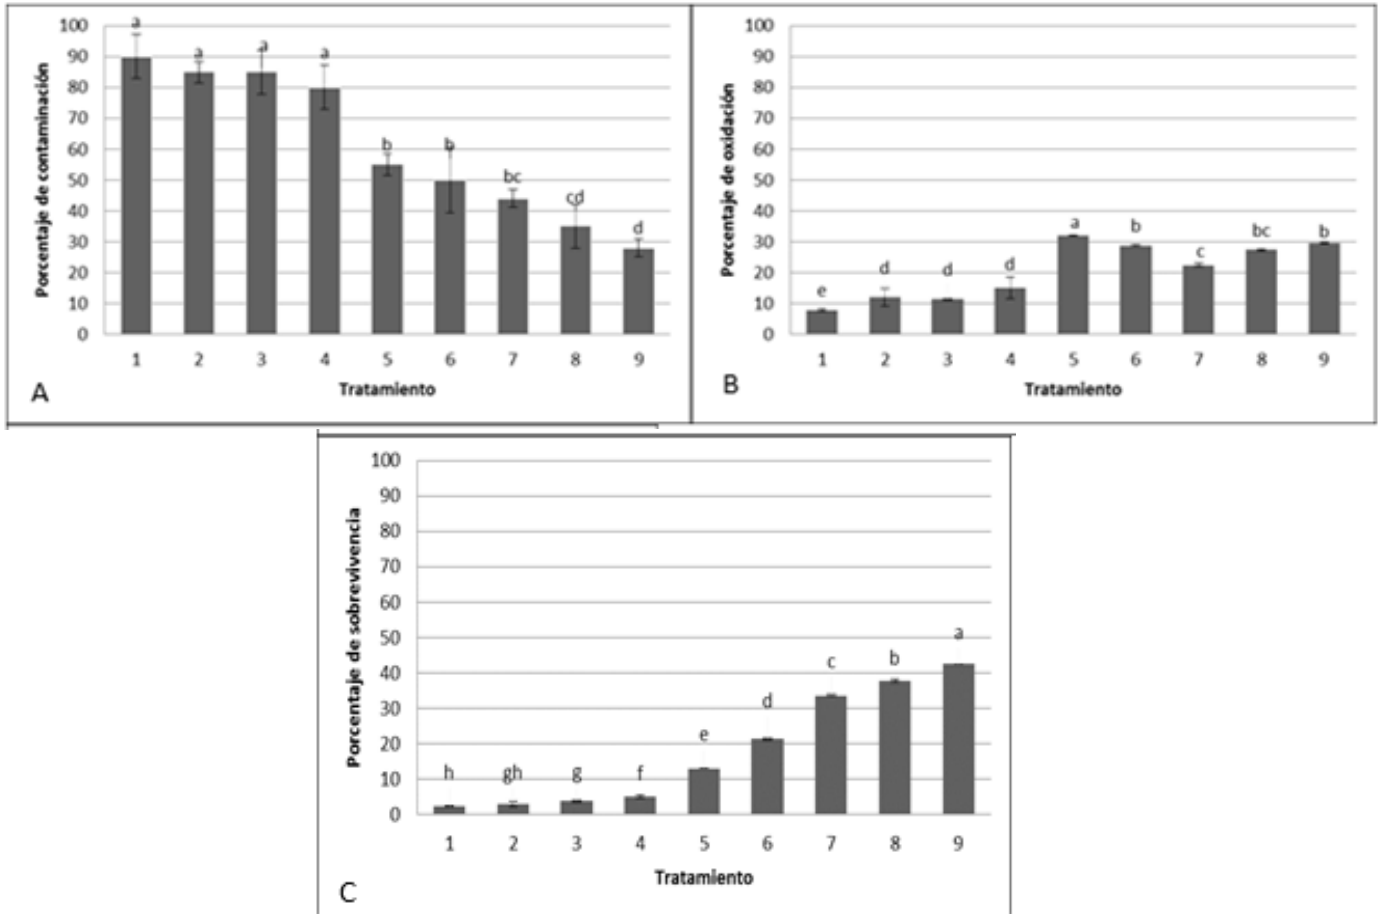 100
90
80
70
60
50
40
30
20
10
0
Porcentaje de contaminación
a
a
a
a
b
b
bc
cd
d
1 2 3 4 5 6 7 8 9
Tratamiento
A
100
90
80
70
60
50
40
30
20
10
0
Porcentaje de oxidación
e
d
d
d
a
b
c
bc
b
1 2 3 4 5 6 7 8 9
Tratamiento
B
100
90
80
70
60
50
40
30
20
10
0
Porcentaje de sobrevivencia
h
gh
g
f
e
d
c
b
a
1 2 3 4 5 6 7 8 9
Tratamiento
C